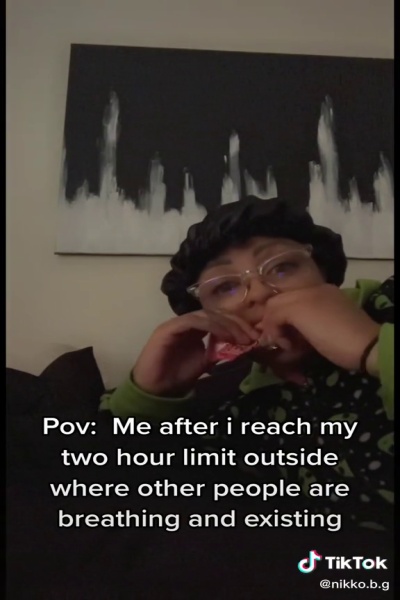 Pov:  Me after i reach my
two hour limit outside
where other people are
breathing and existing
TikTok
@nikko.b.g